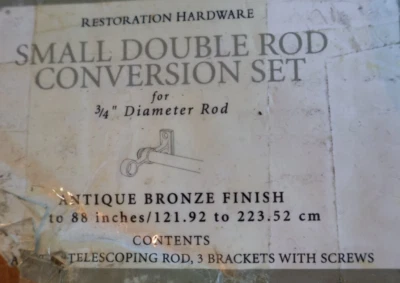 RESTORATION HARDWARE
SMALL DOUBLE ROD
CONVERSION SET
for
3/4" Diameter Rod
ANTIQUE BRONZE FINISH
to 88 inches/121.92 to 223.52 cm
CONTENTS
TELESCOPING ROD, 3 BRACKETS WITH SCREWS